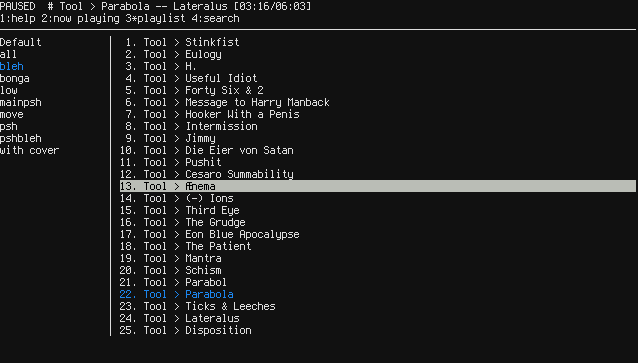 PAUSED # Tool > Parabola -- Lateralus [03:16/06:03]
1:help 2:now playing 3*playlist 4:search
Default
all
bleh
bonga
low
mainpsh
move
psh
pshbleh
with cover
1. Tool > Stinkfist
2. Tool > Eulogy
3. Tool > H.
4. Tool > Useful Idiot
5. Tool > Forty Six & 2
6. Tool > Message to Harry Manback
7. Tool > Hooker With a Penis
8. Tool > Intermission
9. Tool > Jimmy
10. Tool > Die Eier von Satan
11. Tool > Pushit
12. Tool > Cesaro Summability
13. Tool > Ænema
14. Tool > (-) Ions
15. Tool > Third Eye
16. Tool > The Grudge
17. Tool > Eon Blue Apocalypse
18. Tool > The Patient
19. Tool > Mantra
20. Tool > Schism
21. Tool > Parabol
22. Tool > Parabola
23. Tool > Ticks & Leeches
24. Tool > Lateralus
25. Tool > Disposition